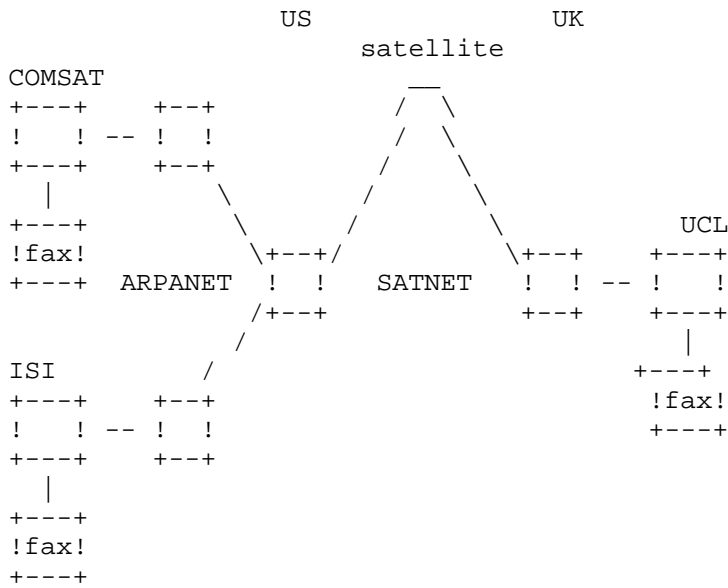 US UK
satellite
COMSAT
UCL
!fax!
ARPANET SATNET
ISI
!fax!
!fax!